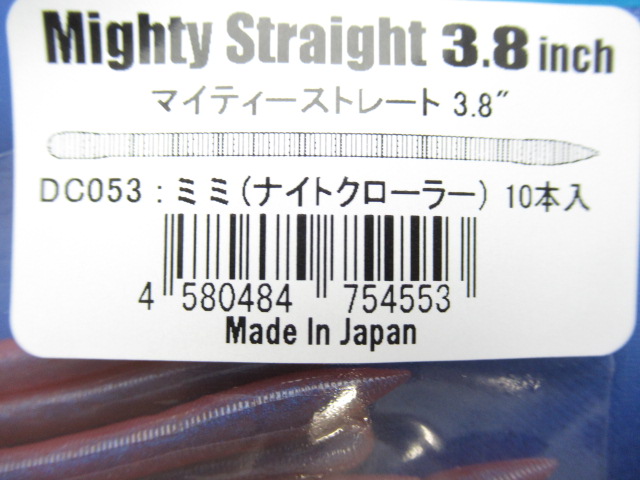 Mighty Straight 3.8 inch
マイティーストレート 3.8"
DC053 : ミミ(ナイトクローラー) 10本入
4 580484 754553
Made In Japan